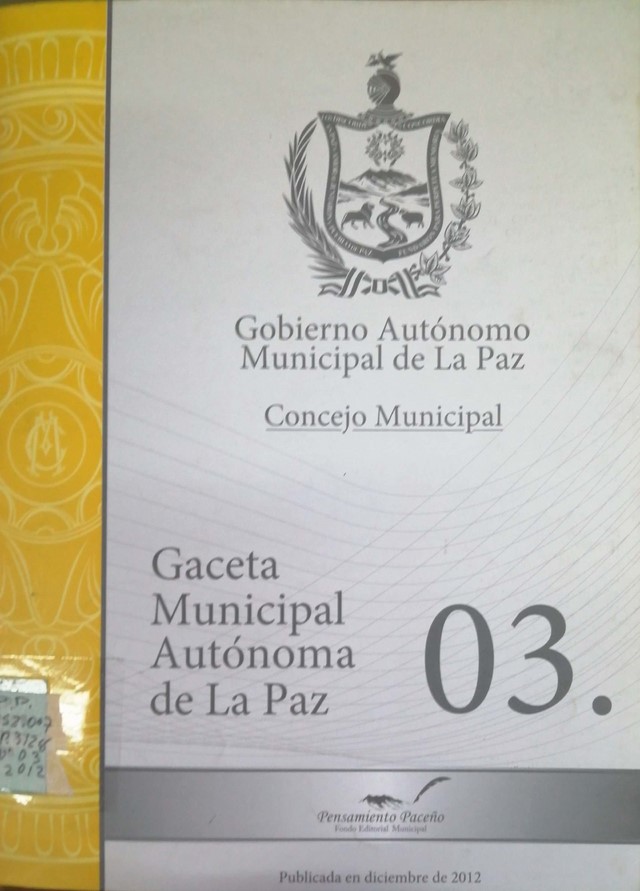 Gobierno Autónomo
Municipal de La Paz
Concejo Municipal
Gaceta
Municipal
Autónoma
de La Paz
03.
2012
Pensamiento Paceño
Fondo Editorial Municipal
Publicada en diciembre de 2012